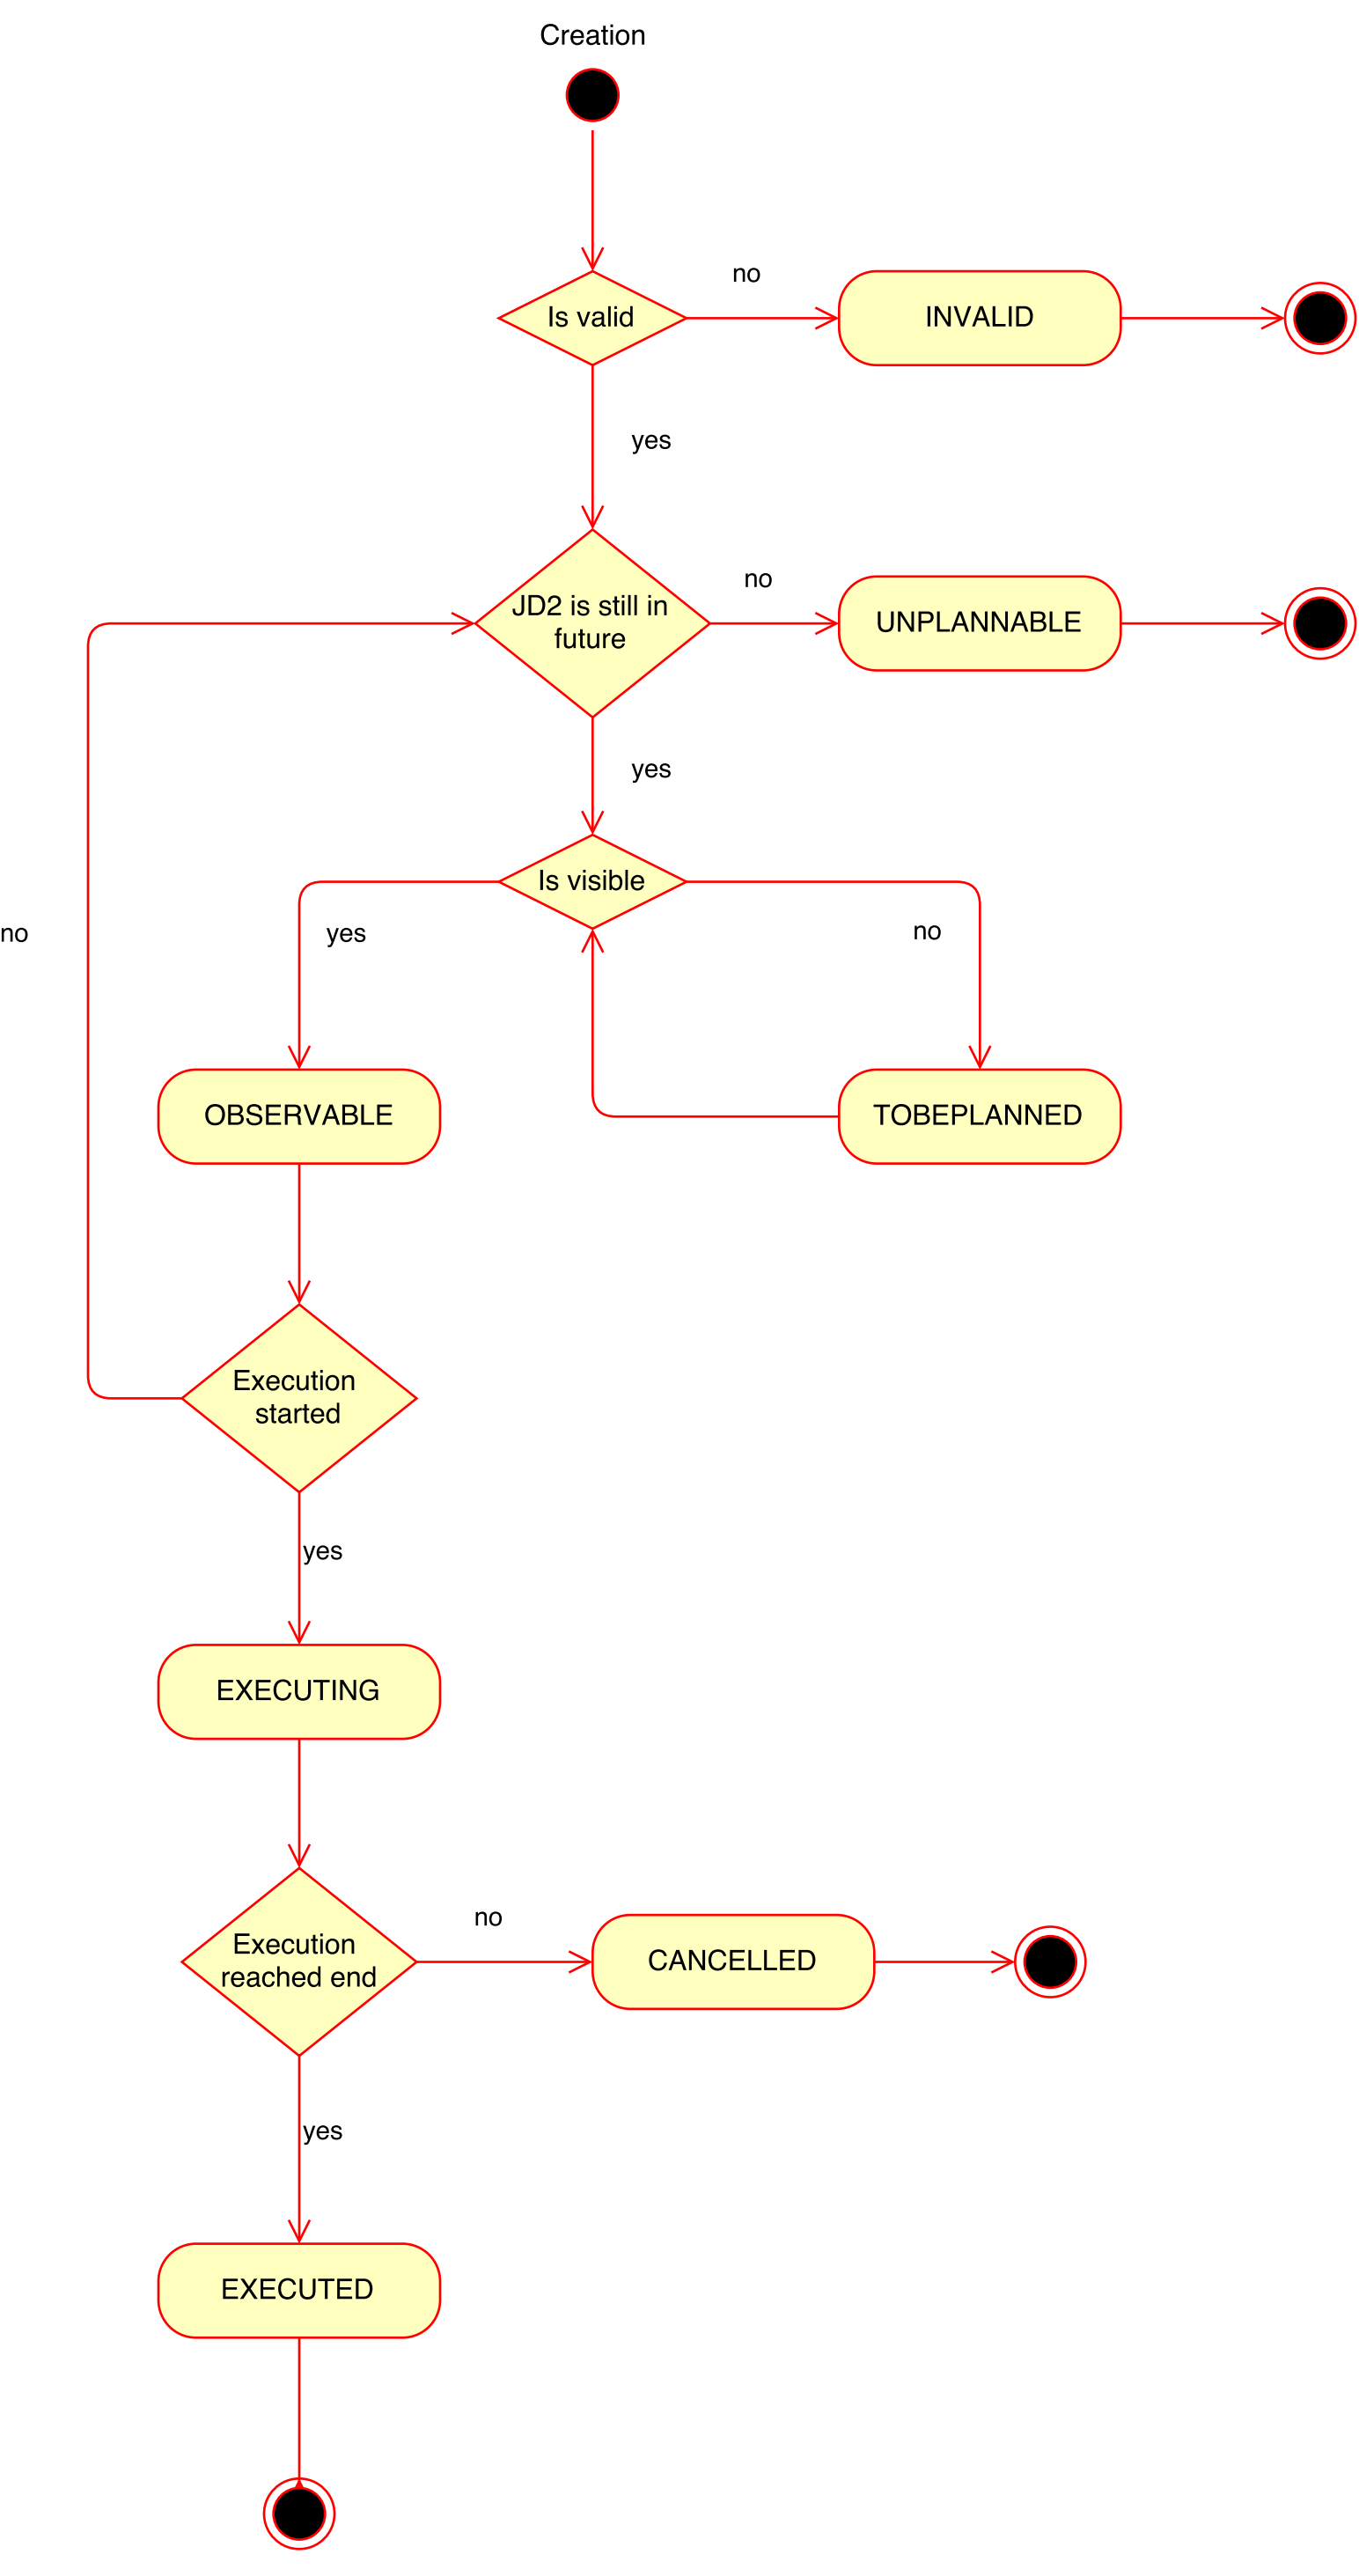 Creation
Is valid
no
INVALID
yes
JD2 is still in
future
no
UNPLANNABLE
yes
Is visible
no
yes
no
OBSERVABLE
TOBEPLANNED
Execution
started
yes
EXECUTING
Execution
reached end
no
CANCELLED
yes
EXECUTED